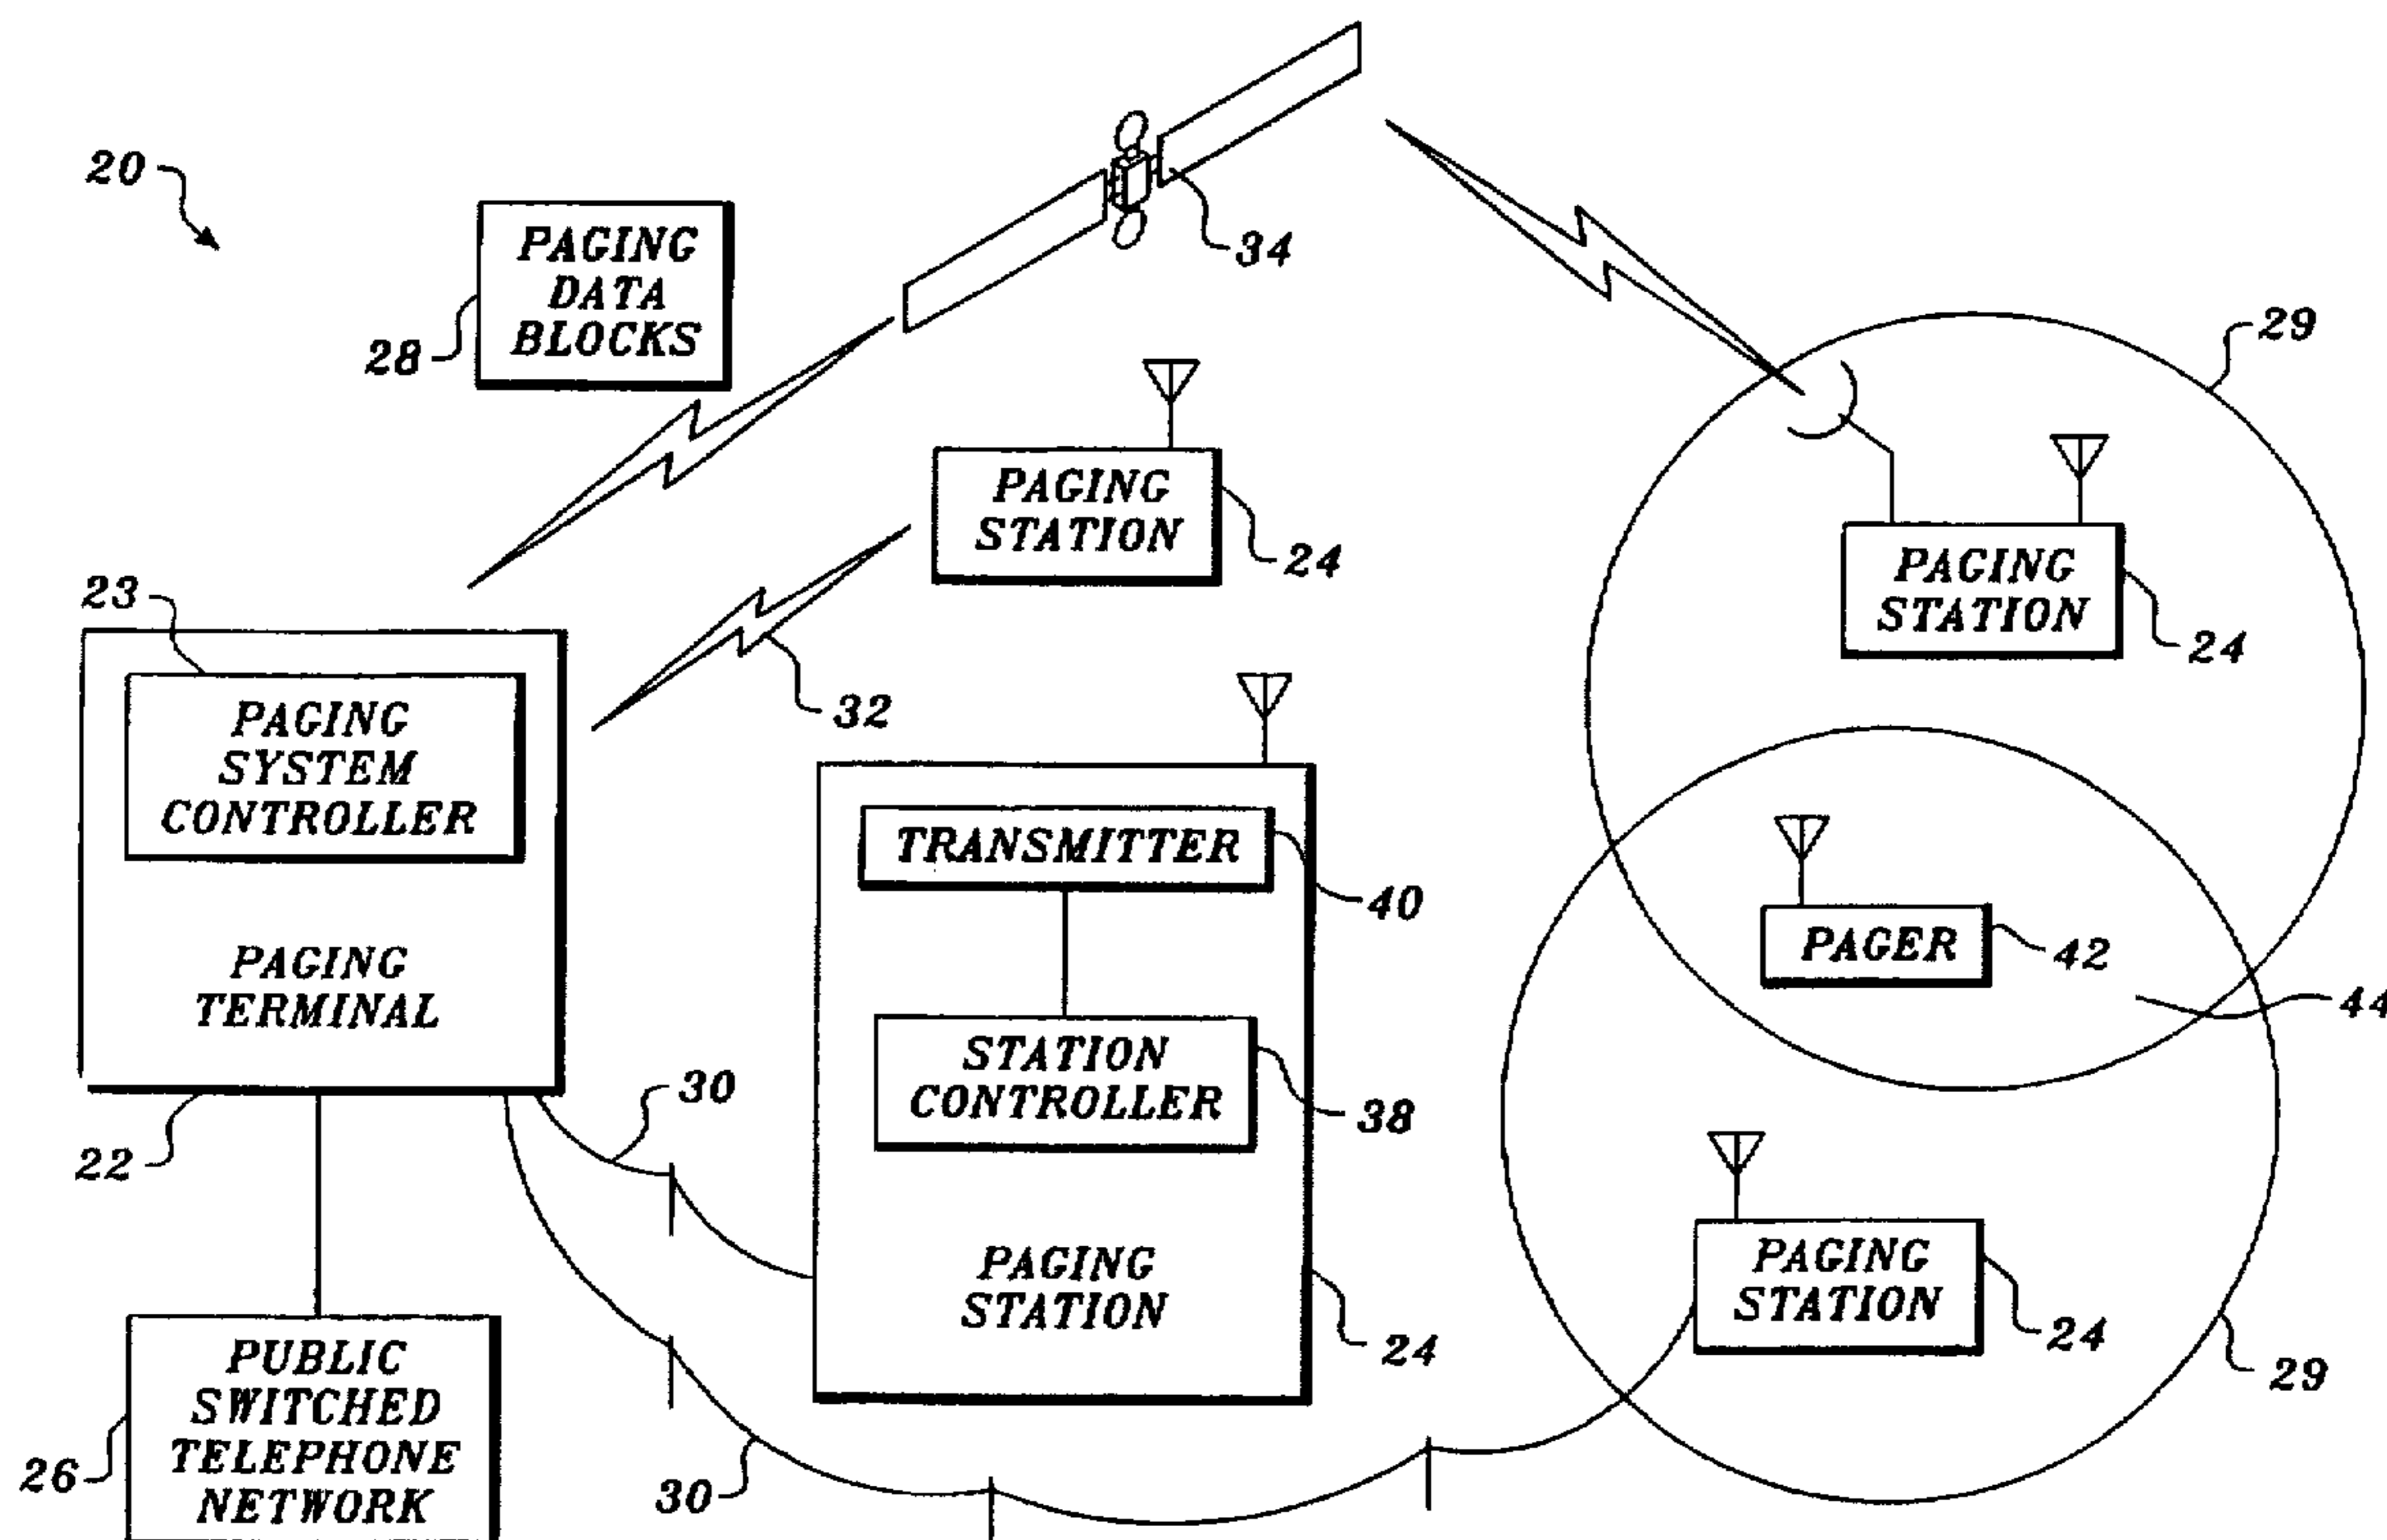 20
PAGING
DATA
BLOCKS
28
34
29
PAGING
STATION
24
PAGING
STATION
24
23
32
PAGING
SYSTEM
CONTROLLER
PAGING
TERMINAL
22
TRANSMITTER
40
STATION
CONTROLLER
38
PAGING
STATION
24
PAGER
42
44
30
PAGING
STATION
24
29
PUBLIC
SWITCHED
TELEPHONE
NETWORK
26
30